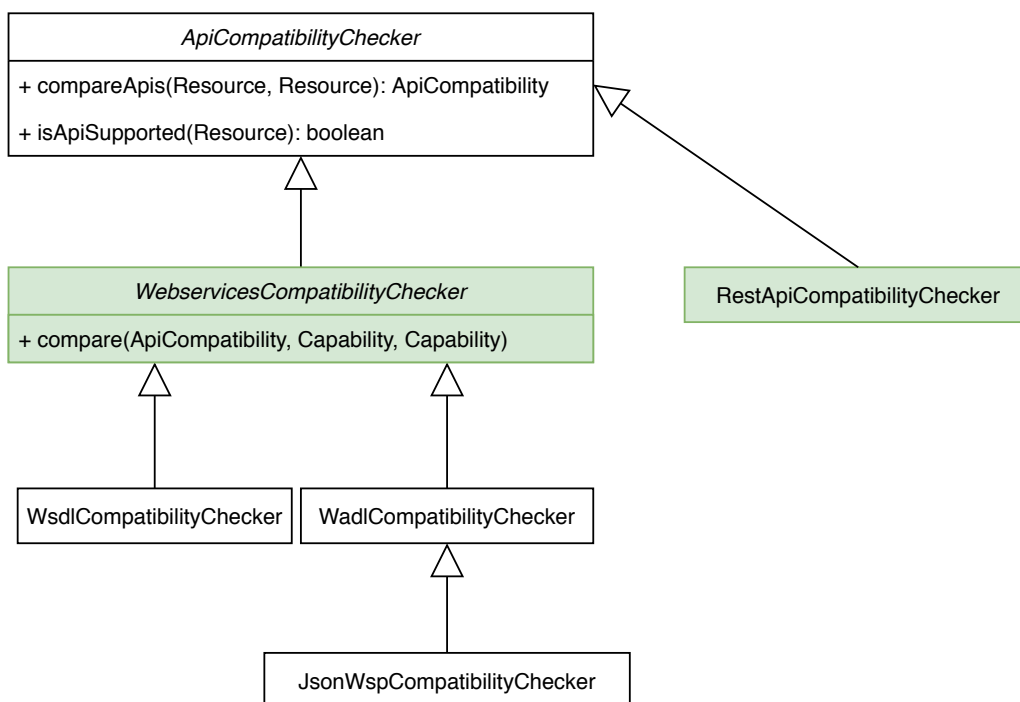 ApiCompatibilityChecker
+ compareApis(Resource, Resource): ApiCompatibility
+ isApiSupported(Resource): boolean
WebservicesCompatibilityChecker
+ compare(ApiCompatibility, Capability, Capability)
RestApiCompatibilityChecker
WsdlCompatibilityChecker
WadlCompatibilityChecker
JsonWspCompatibilityChecker